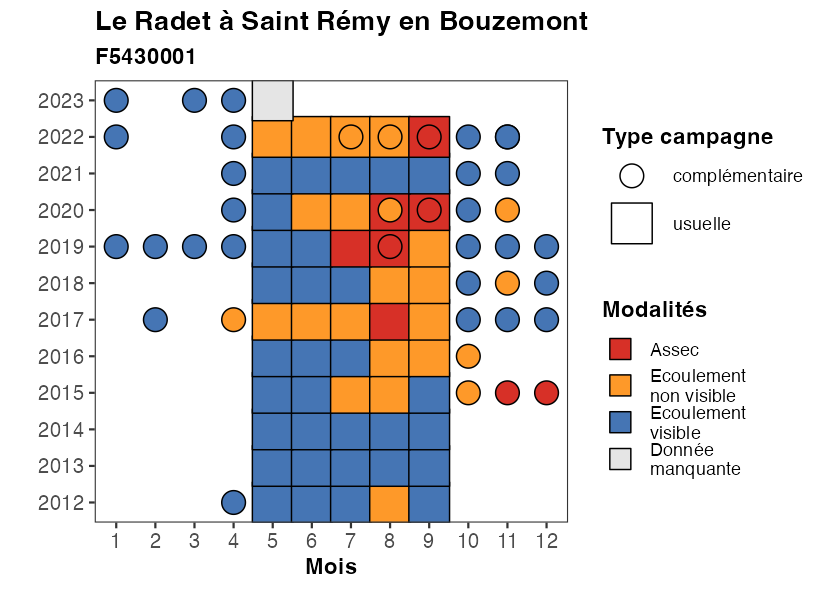 Le Radet à Saint Rémy en Bouzemont
F5430001
2023
2022
2021
2020
2019
2018
2017
2016
2015
2014
2013
2012
1 2 3 4 5 6 7 8 9 10 11 12
Mois
Type campagne
complémentaire
usuelle
Modalités
Assec
Ecoulement
non visible
Ecoulement
visible
Donnée
manquante